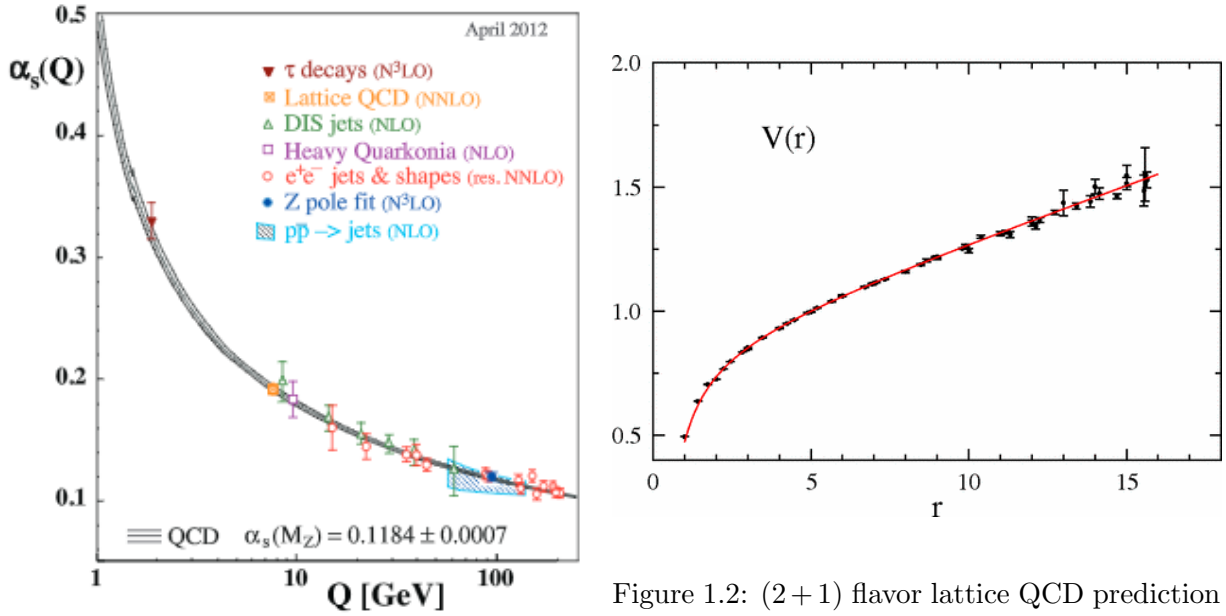 April 2012
0.5
αs(Q)
0.4
0.3
0.2
0.1
τ decays (N³LO)
Lattice QCD (NNLO)
DIS jets (NLO)
Heavy Quarkonia (NLO)
e⁺e⁻ jets & shapes (res. NNLO)
Z pole fit (N³LO)
pp̅ –> jets (NLO)
QCD αs(MZ) = 0.1184 ± 0.0007
1 10 100
Q [GeV]
2.0
1.5
1.0
0.5
V(r)
0 5 10 15
r
Figure 1.2: (2 + 1) flavor lattice QCD prediction